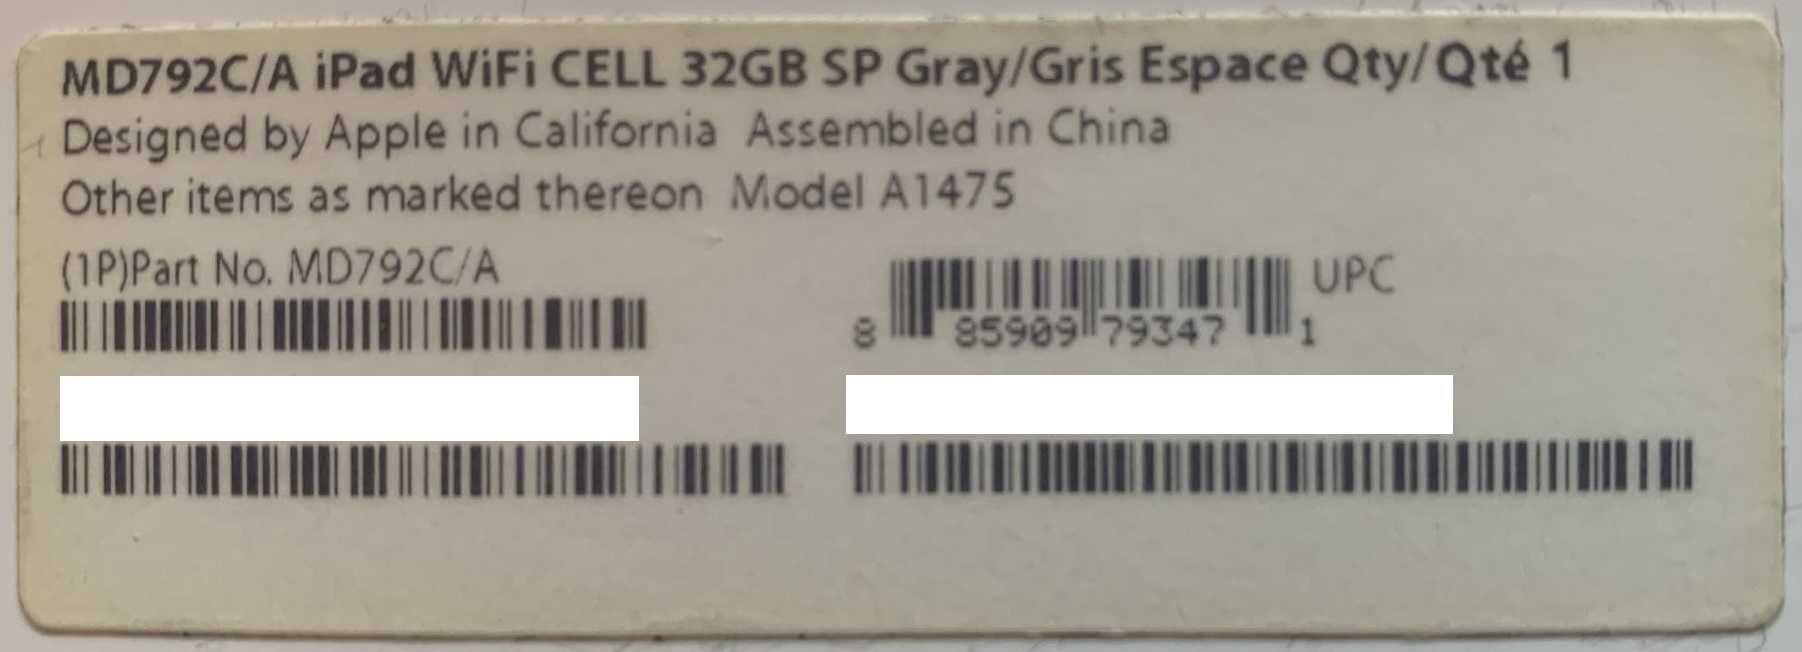 MD792C/A iPad WiFi CELL 32GB SP Gray/Gris Espace Qty/Qté 1
Designed by Apple in California Assembled in China
Other items as marked thereon Model A1475
(1P)Part No. MD792C/A
UPC
8 85909 79347 1